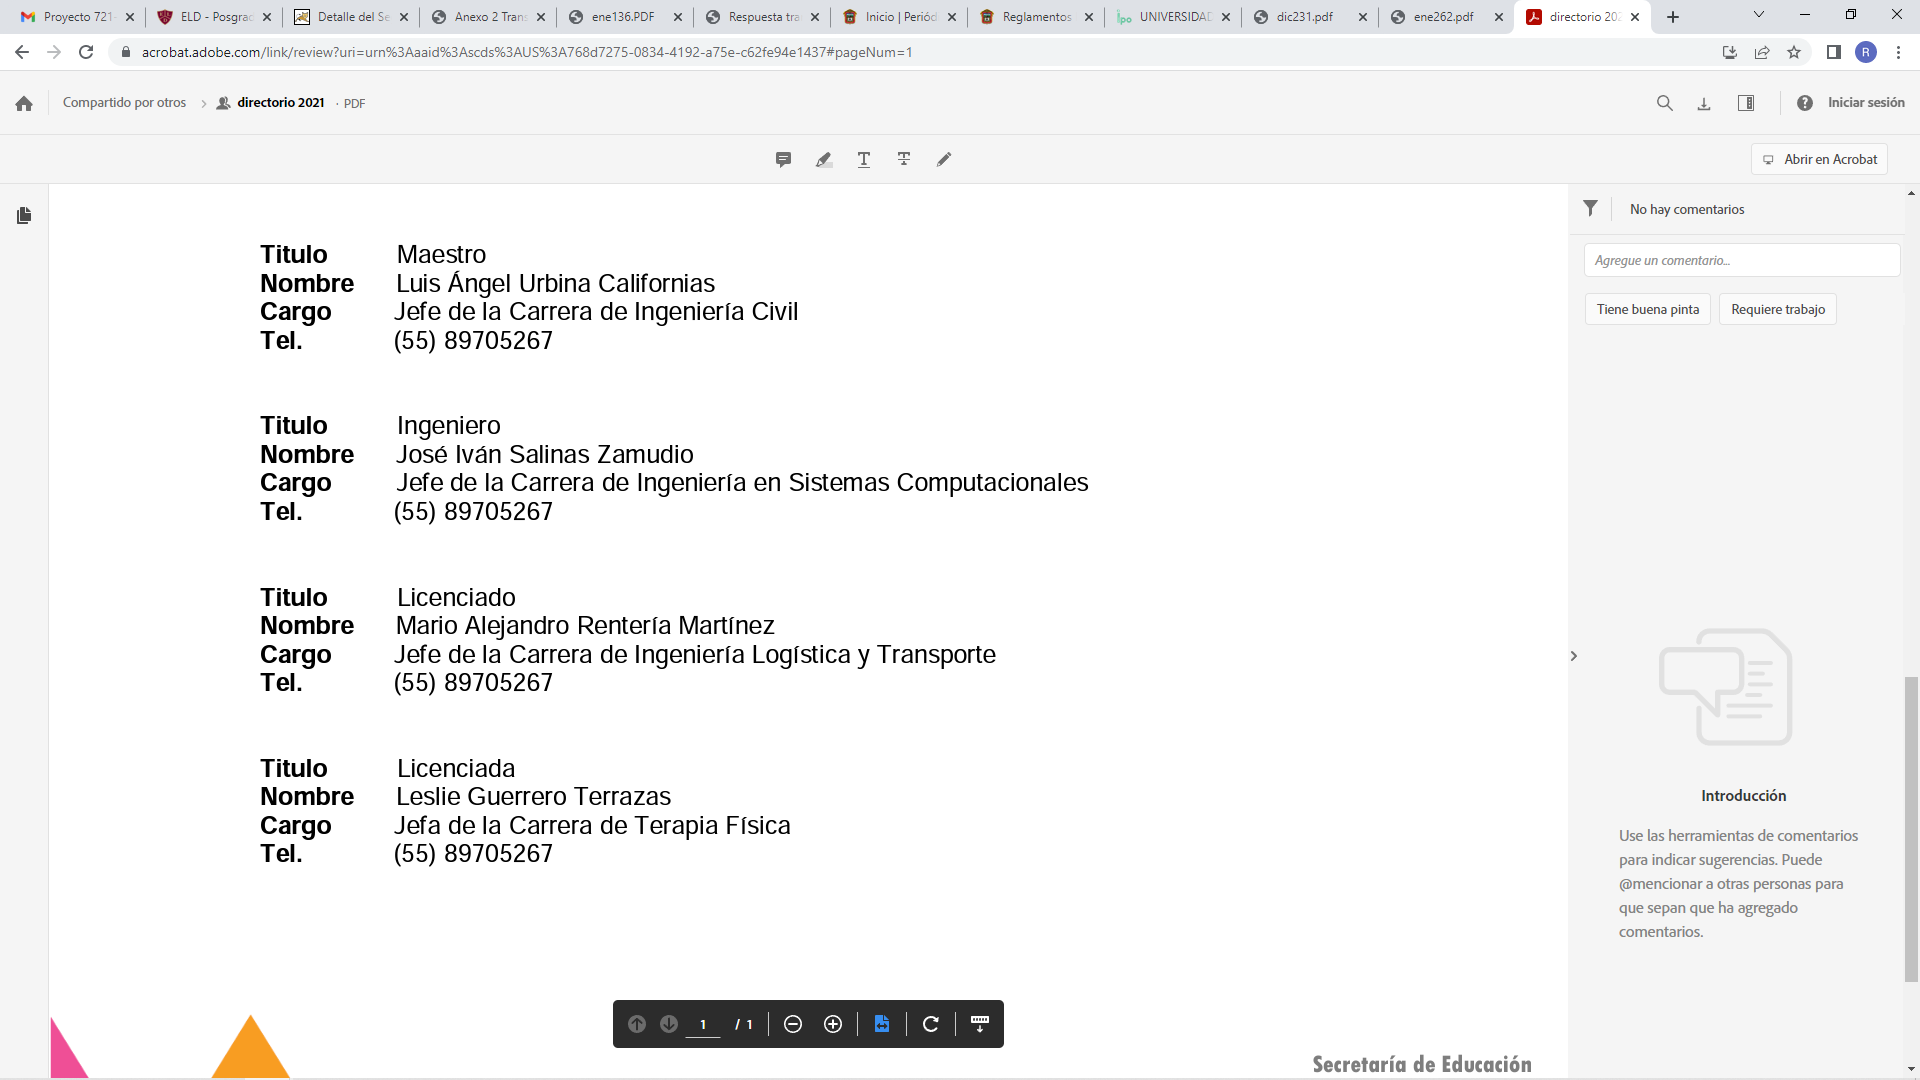 Proyecto 721
ELD - Posgrad
Detalle del Se
Anexo 2 Trans
ene136.PDF
Respuesta tra
Inicio | Periód
Reglamentos
UNIVERSIDAD
dic231.pdf
ene262.pdf
directorio 202
acrobat.adobe.com/link/review?uri=urn%3Aaaid%3Ascds%3AUS%3A768d7275-0834-4192-a75e-c62fe94e1437#pageNum=1
R
Compartido por otros › directorio 2021 · PDF
Iniciar sesión
Abrir en Acrobat
Titulo Maestro
Nombre Luis Ángel Urbina Californias
Cargo Jefe de la Carrera de Ingeniería Civil
Tel. (55) 89705267
Titulo Ingeniero
Nombre José Iván Salinas Zamudio
Cargo Jefe de la Carrera de Ingeniería en Sistemas Computacionales
Tel. (55) 89705267
Titulo Licenciado
Nombre Mario Alejandro Rentería Martínez
Cargo Jefe de la Carrera de Ingeniería Logística y Transporte
Tel. (55) 89705267
Titulo Licenciada
Nombre Leslie Guerrero Terrazas
Cargo Jefa de la Carrera de Terapia Física
Tel. (55) 89705267
Secretaría de Educación
1 / 1
No hay comentarios
Agregue un comentario...
Tiene buena pinta
Requiere trabajo
Introducción
Use las herramientas de comentarios
para indicar sugerencias. Puede
@mencionar a otras personas para
que sepan que ha agregado
comentarios.